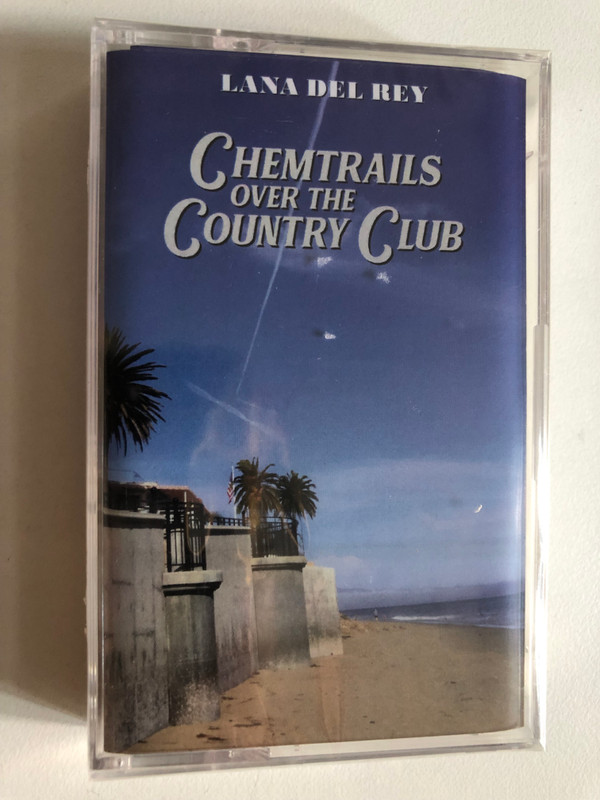 LANA DEL REY
CHEMTRAILS
OVER THE
COUNTRY CLUB